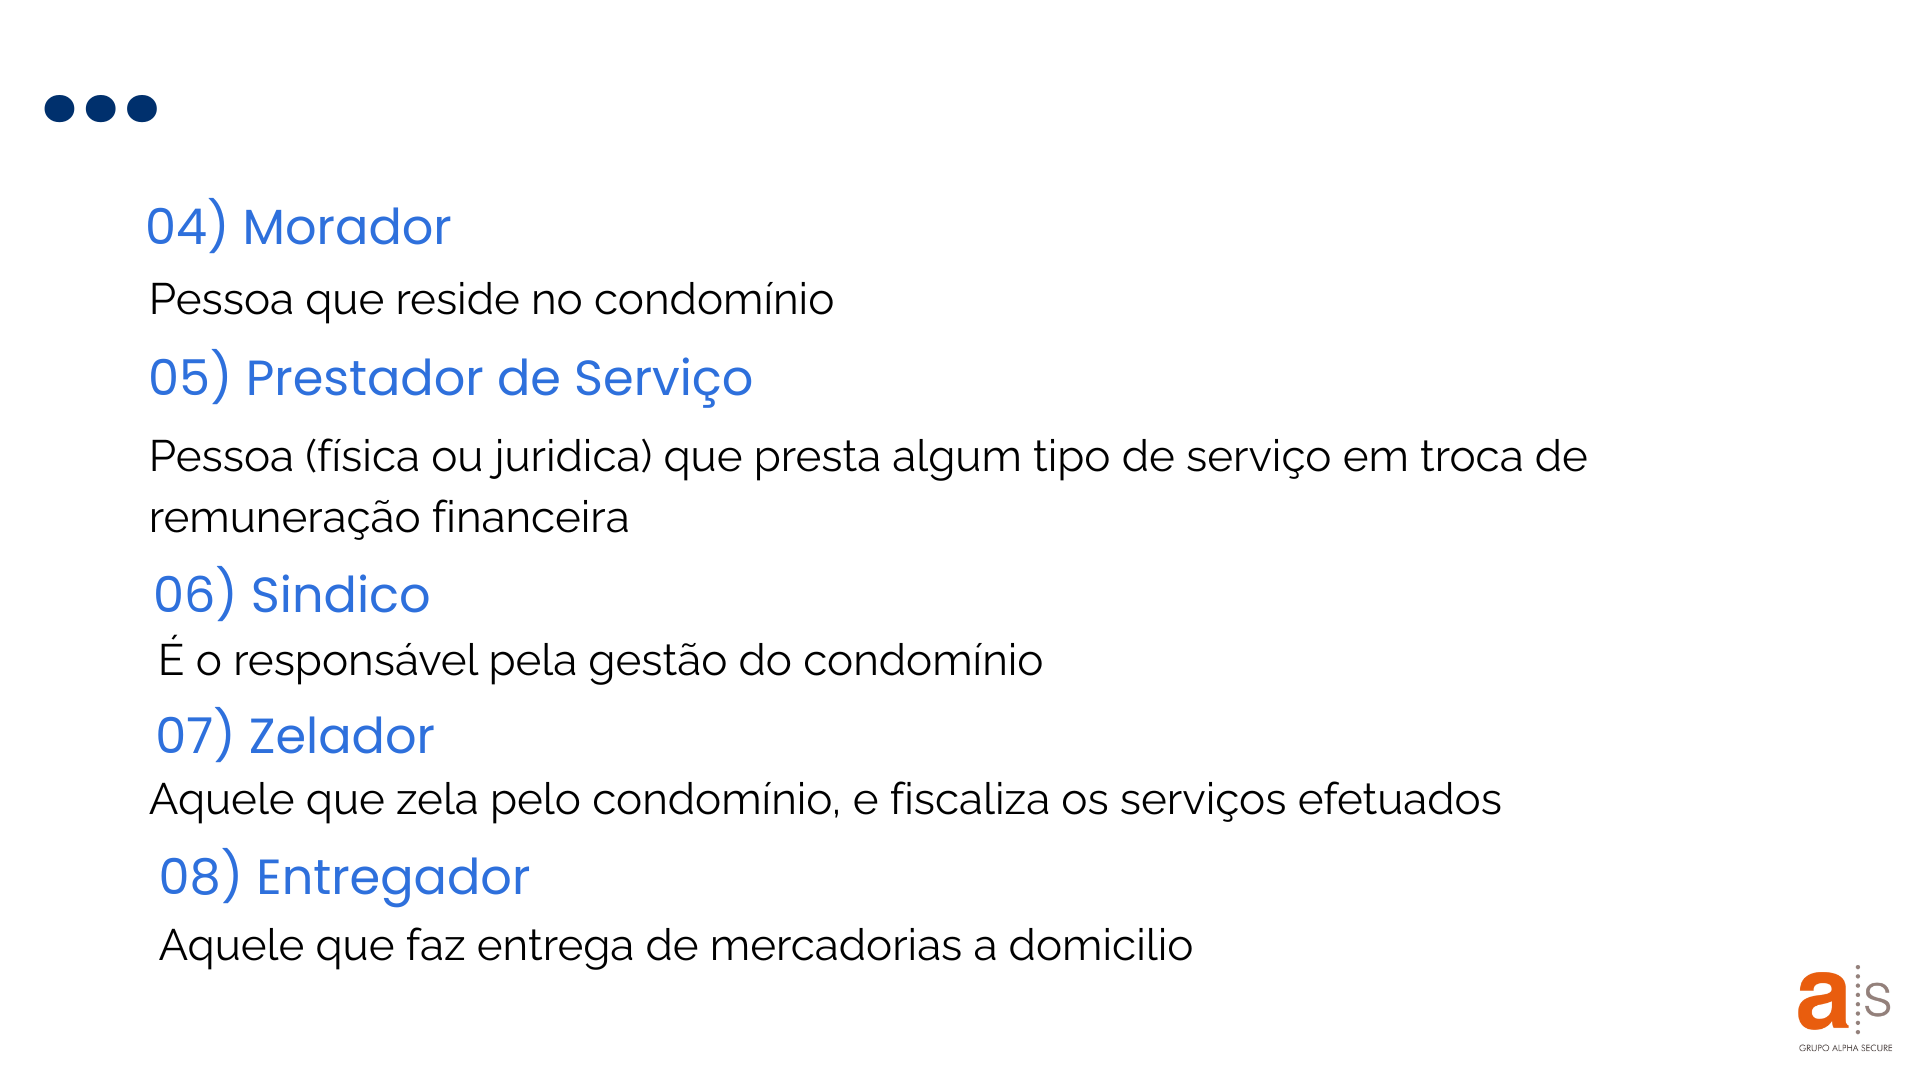 04) Morador
Pessoa que reside no condomínio
05) Prestador de Serviço
Pessoa (física ou juridica) que presta algum tipo de serviço em troca de
remuneração financeira
06) Sindico
É o responsável pela gestão do condomínio
07) Zelador
Aquele que zela pelo condomínio, e fiscaliza os serviços efetuados
08) Entregador
Aquele que faz entrega de mercadorias a domicilio
a s
GRUPO ALPHA SECURE